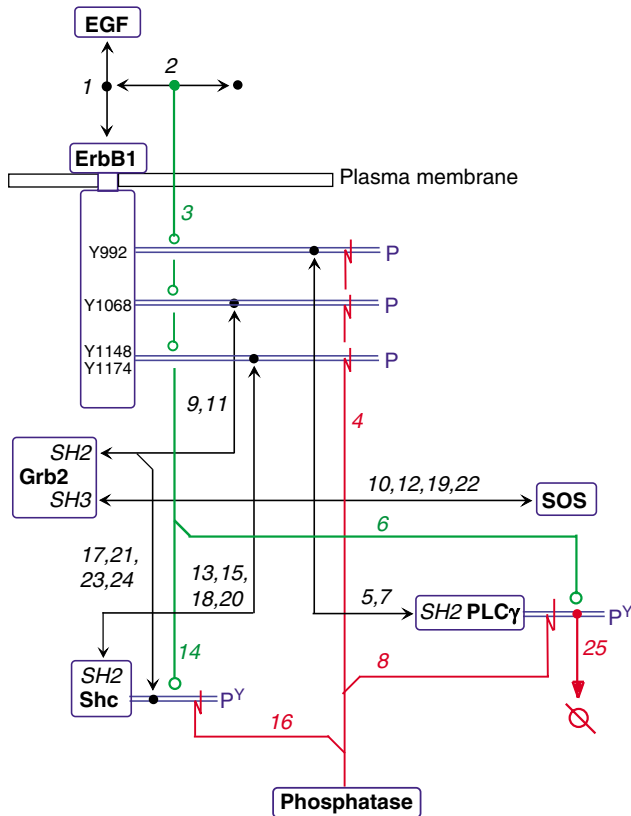 EGF
2
1
ErbB1
Plasma membrane
3
Y992
P
Y1068
P
Y1148
Y1174
P
9,11
4
SH2
Grb2
SH3
10,12,19,22
SOS
6
17,21,
23,24
13,15,
18,20
5,7
SH2 PLCγ
Pʸ
14
8
25
SH2
Shc
Pʸ
16
Phosphatase